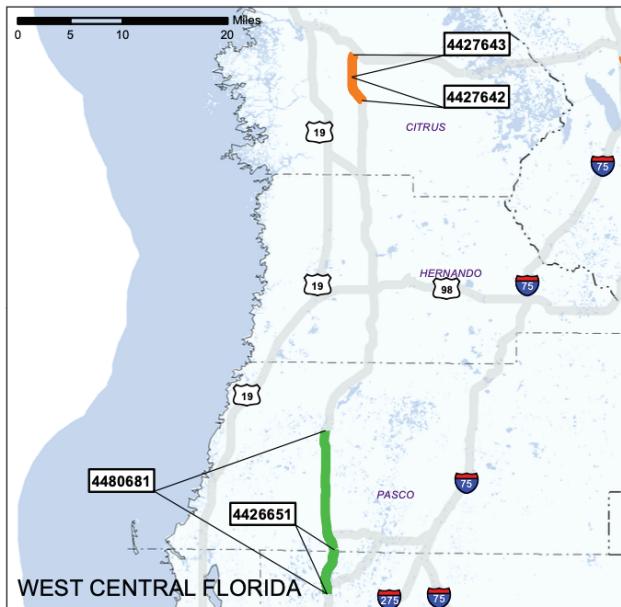 Miles
0 5 10 20
4427643
4427642
19
CITRUS
75
HERNANDO
19
98
75
19
4480681
75
4426651
PASCO
WEST CENTRAL FLORIDA
275
75